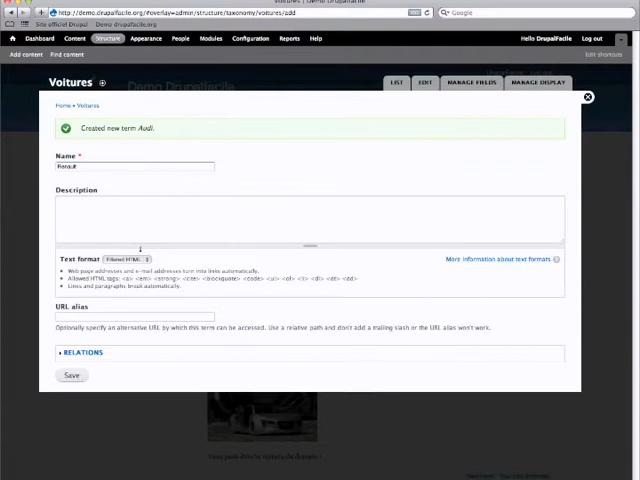 Voitures | Demo DrupalFacile
http://demo.drupalfacile.org/#overlay=admin/structure/taxonomy/voitures/add
Google
Site officiel Drupal Demo drupalfacile.org
Dashboard Content Structure Appearance People Modules Configuration Reports Help Hello DrupalFacile Log out
Add content Find content Edit shortcuts
Voitures
Demo DrupalFacile
LIST EDIT MANAGE FIELDS MANAGE DISPLAY
Home » Voitures
Created new term Audi.
Name *
Renault
Description
Text format Filtered HTML
More information about text formats
Web page addresses and e-mail addresses turn into links automatically.
Allowed HTML tags: <a> <em> <strong> <cite> <blockquote> <code> <ul> <ol> <li> <dl> <dt> <dd>
Lines and paragraphs break automatically.
URL alias
Optionally specify an alternative URL by which this term can be accessed. Use a relative path and don't add a trailing slash or the URL alias won't work.
RELATIONS
Save